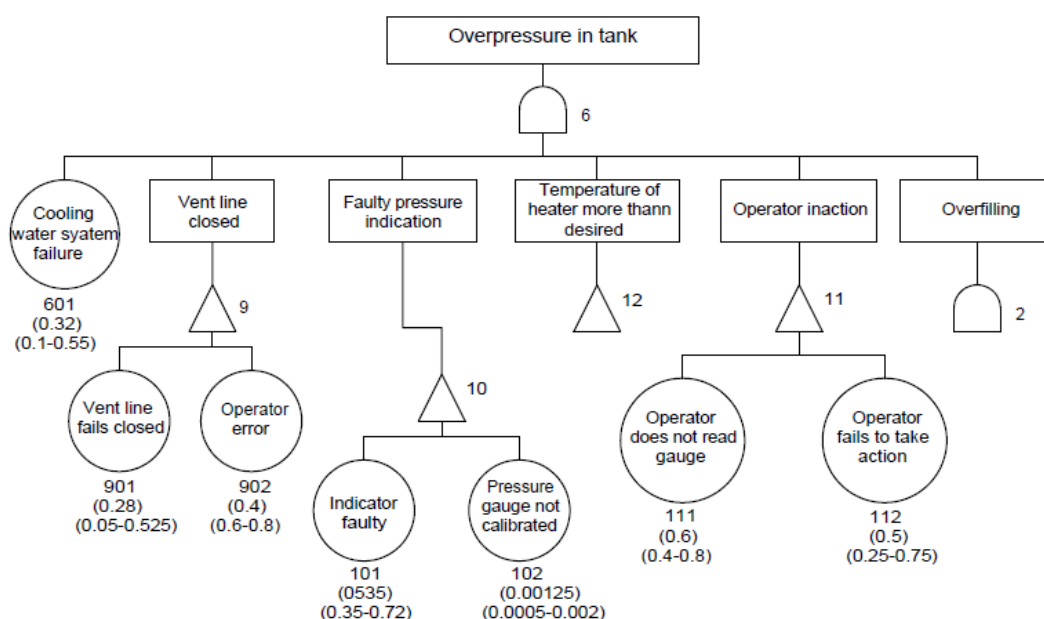 Overpressure in tank
6
Cooling
water syatem
failure
601
(0.32)
(0.1-0.55)
Vent line
closed
9
Faulty pressure
indication
Temperature of
heater more thann
desired
12
Operator inaction
11
Overfilling
2
Vent line
fails closed
901
(0.28)
(0.05-0.525)
Operator
error
902
(0.4)
(0.6-0.8)
10
Indicator
faulty
101
(0535)
(0.35-0.72)
Pressure
gauge not
calibrated
102
(0.00125)
(0.0005-0.002)
Operator
does not read
gauge
111
(0.6)
(0.4-0.8)
Operator
fails to take
action
112
(0.5)
(0.25-0.75)